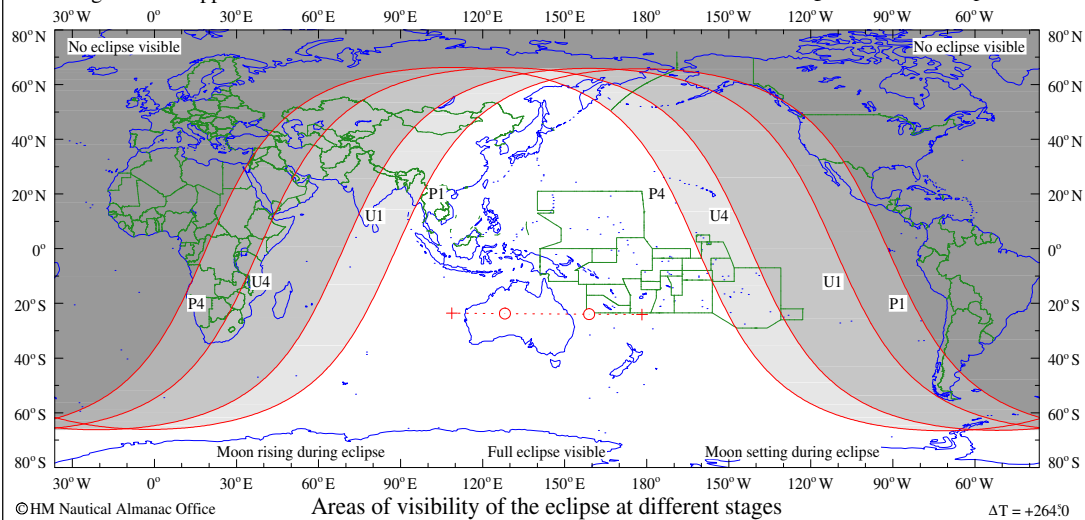 30°W 0° 30°E 60°E 90°E 120°E 150°E 180° 150°W 120°W 90°W 60°W
80°N No eclipse visible No eclipse visible 80°N
60°N 60°N
40°N 40°N
20°N P1 P4 20°N
U1 U4
0° 0°
U4 U1
20°S P4 P1 20°S
40°S 40°S
60°S 60°S
Moon rising during eclipse Full eclipse visible Moon setting during eclipse
80°S 80°S
30°W 0° 30°E 60°E 90°E 120°E 150°E 180° 150°W 120°W 90°W 60°W
©HM Nautical Almanac Office Areas of visibility of the eclipse at different stages ΔT = +264.ˢ0